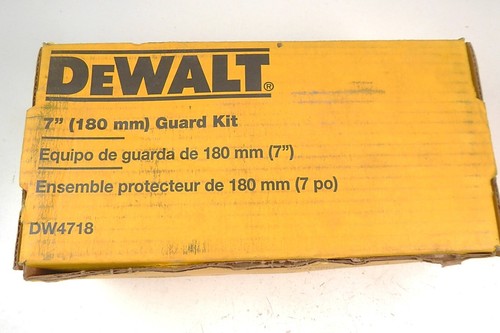 DEWALT®
7” (180 mm) Guard Kit
Equipo de guarda de 180 mm (7”)
Ensemble protecteur de 180 mm (7 po)
DW4718